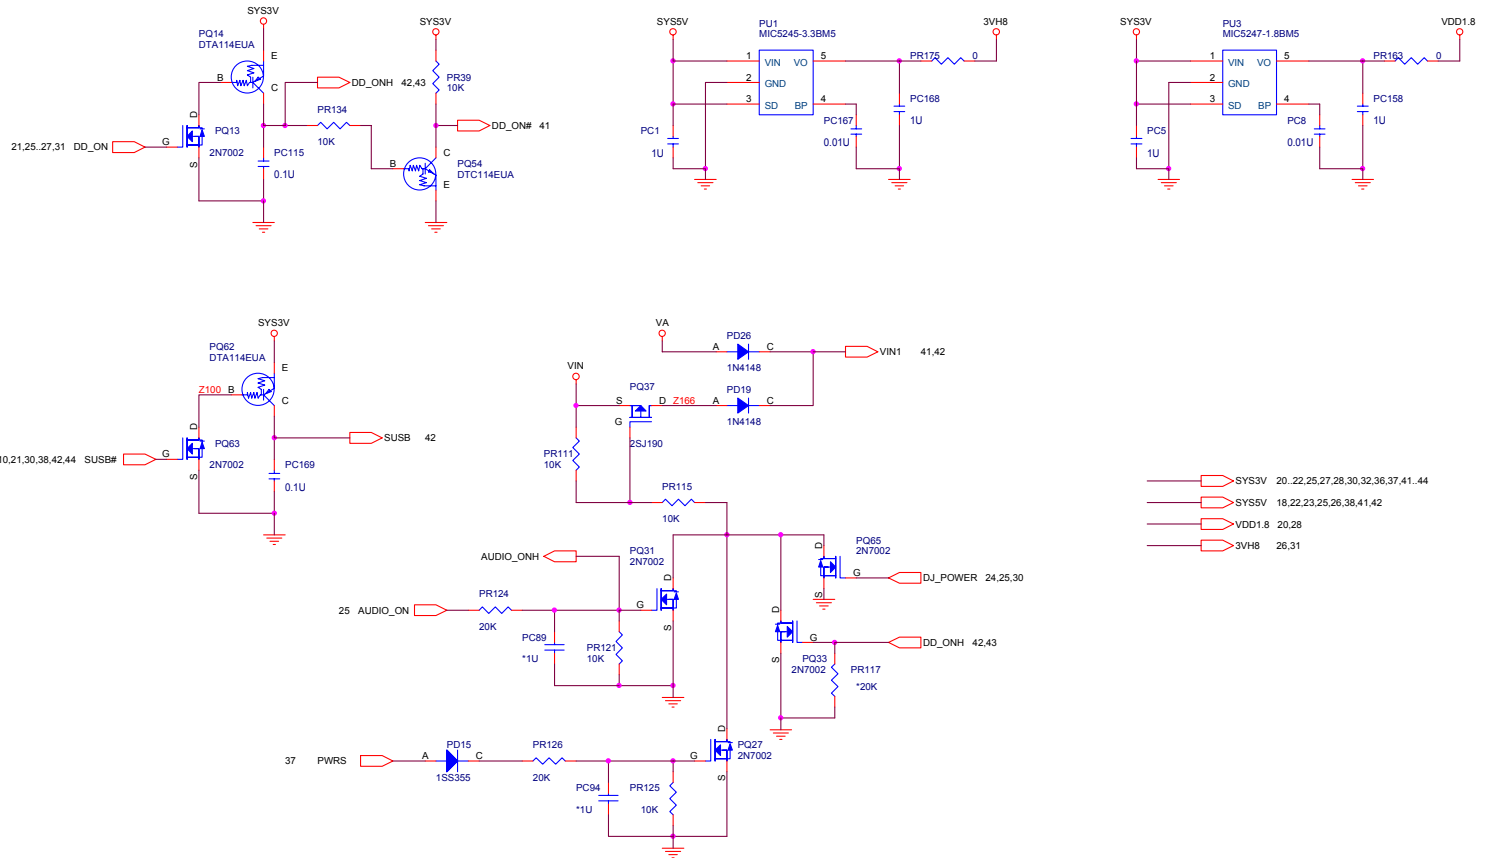 SYS3V
PQ14
DTA114EUA
E
B
C
DD_ONH 42,43
PR134
10K
D
PQ13
2N7002
21,25..27,31 DD_ON
G
S
PC115
0.1U
SYS3V
PR39
10K
DD_ON# 41
C
B
PQ54
DTC114EUA
E
SYS5V
PU1
MIC5245-3.3BM5
3VH8
1 VIN VO 5
PR175 0
2 GND
3 SD BP 4
PC168
1U
PC167
0.01U
PC1
1U
SYS3V
PU3
MIC5247-1.8BM5
VDD1.8
1 VIN VO 5
PR163 0
2 GND
3 SD BP 4
PC158
1U
PC8
0.01U
PC5
1U
SYS3V
PQ62
DTA114EUA
E
Z100 B
C
D
PQ63
2N7002
SUSB 42
10,21,30,38,42,44 SUSB#
G
S
PC169
0.1U
VA
PD26
A C
1N4148
VIN1 41,42
VIN
PQ37
S D Z166
G
2SJ190
PD19
A C
1N4148
PR111
10K
PR115
10K
SYS3V 20..22,25,27,28,30,32,36,37,41..44
SYS5V 18,22,23,25,26,38,41,42
VDD1.8 20,28
3VH8 26,31
AUDIO_ONH
PQ31
2N7002
D
G
S
25 AUDIO_ON
PR124
20K
PC89
*1U
PR121
10K
PQ65
2N7002
D
G
S
DJ_POWER 24,25,30
D
G
S
DD_ONH 42,43
PQ33
2N7002
PR117
*20K
37 PWRS
PD15
A C
1SS355
PR126
20K
PC94
*1U
PR125
10K
D
G
S
PQ27
2N7002